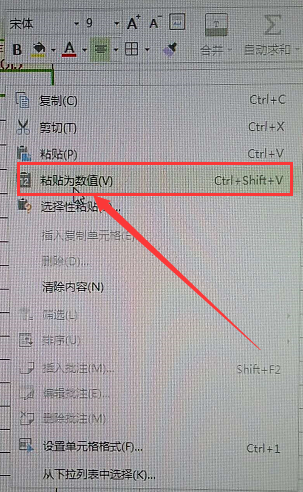 宋体 9 A+ A-
B A 合并 自动求和
复制(C) Ctrl+C
剪切(T) Ctrl+X
粘贴(P) Ctrl+V
粘贴为数值(V) Ctrl+Shift+V
选择性粘贴
插入复制单元格(E)
删除(D)...
清除内容(N)
筛选(L)
排序(U)
插入批注(M)... Shift+F2
编辑批注(E)...
删除批注(M)
设置单元格格式(F)... Ctrl+1
从下拉列表中选择(K)...